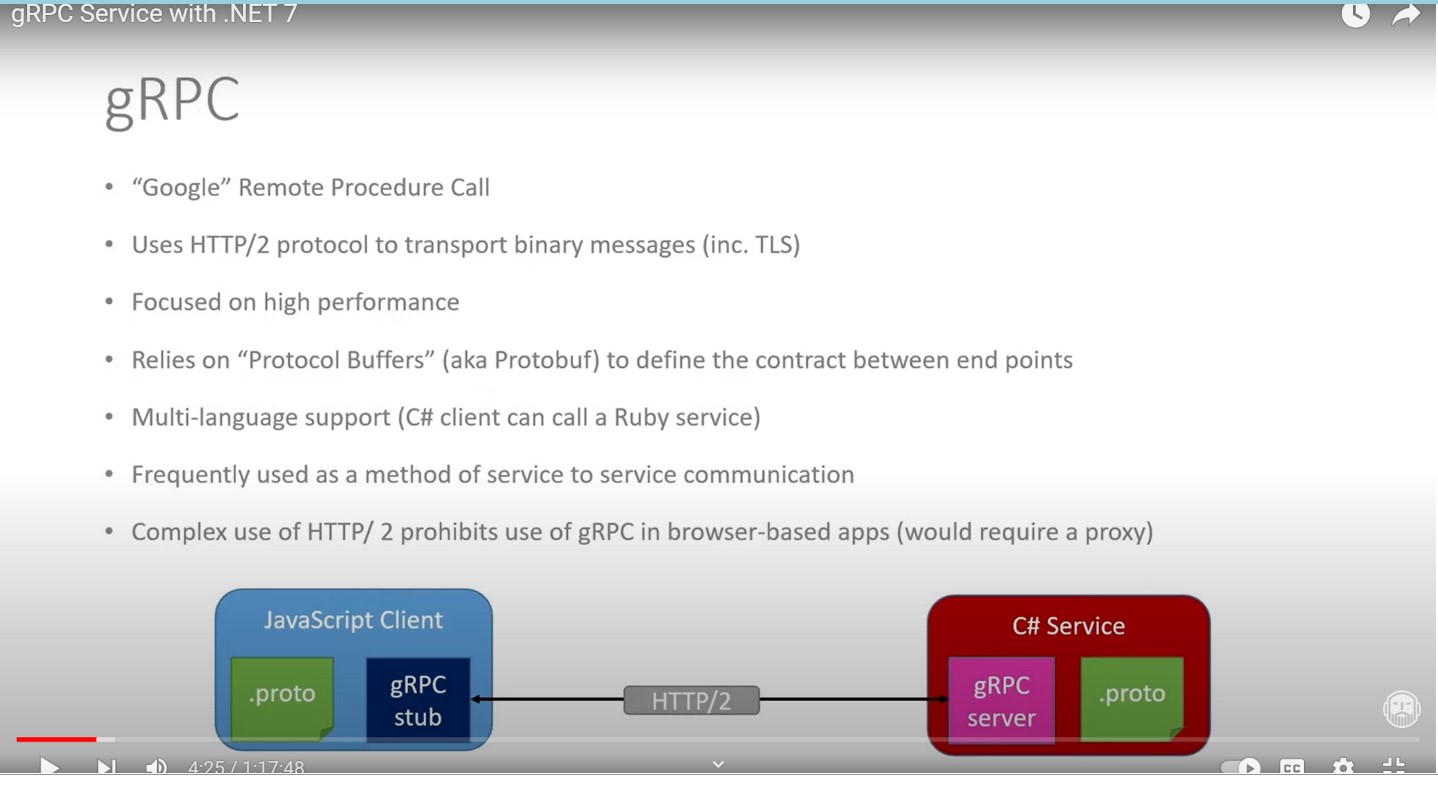 gRPC Service with .NET 7
gRPC
• “Google” Remote Procedure Call
• Uses HTTP/2 protocol to transport binary messages (inc. TLS)
• Focused on high performance
• Relies on “Protocol Buffers” (aka Protobuf) to define the contract between end points
• Multi-language support (C# client can call a Ruby service)
• Frequently used as a method of service to service communication
• Complex use of HTTP/ 2 prohibits use of gRPC in browser-based apps (would require a proxy)
JavaScript Client
.proto
gRPC
stub
HTTP/2
C# Service
gRPC
server
.proto
4:25 / 1:17:48
CC